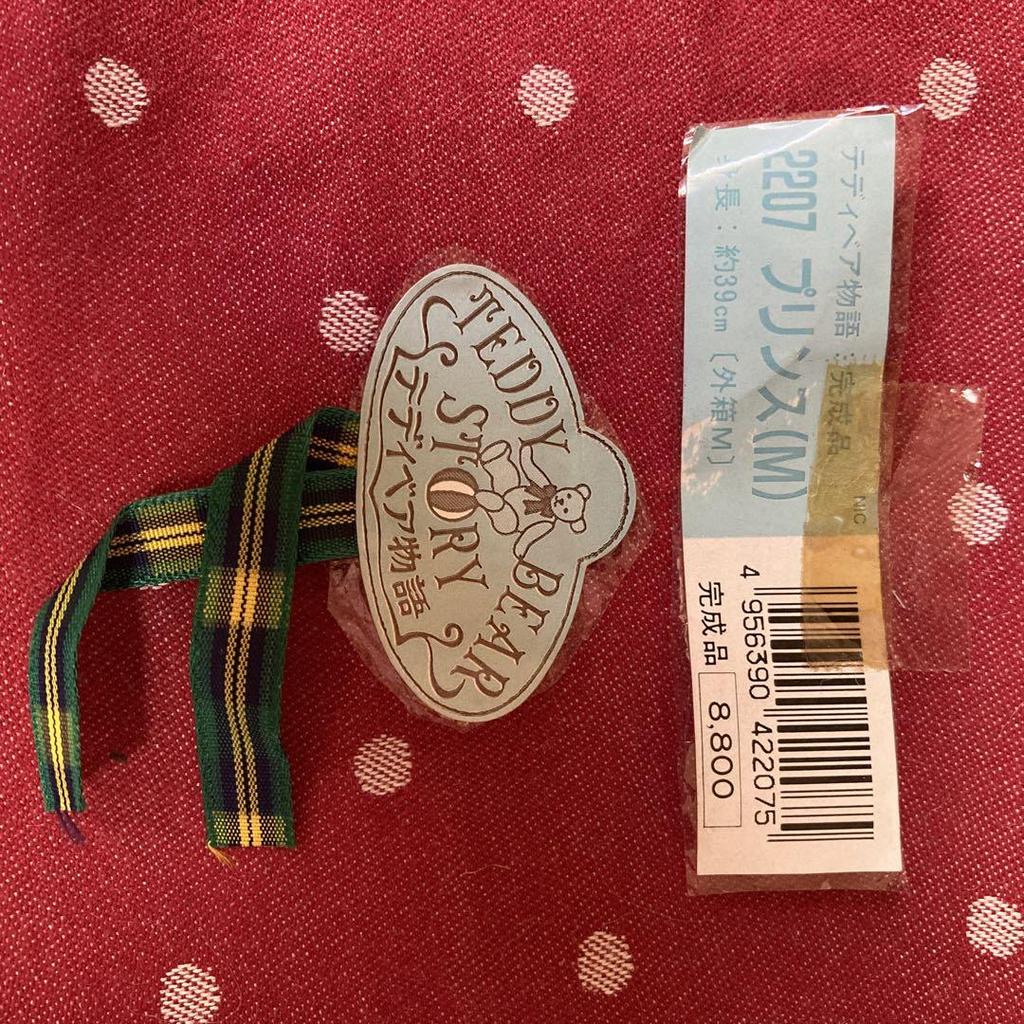 TEDDY BEAR
STORY
テディベア物語
テディベア物語 完成品
2207 プリンス(M)
身長：約39cm 〔外箱M〕
NIC
4 956390 422075
完成品 8,800